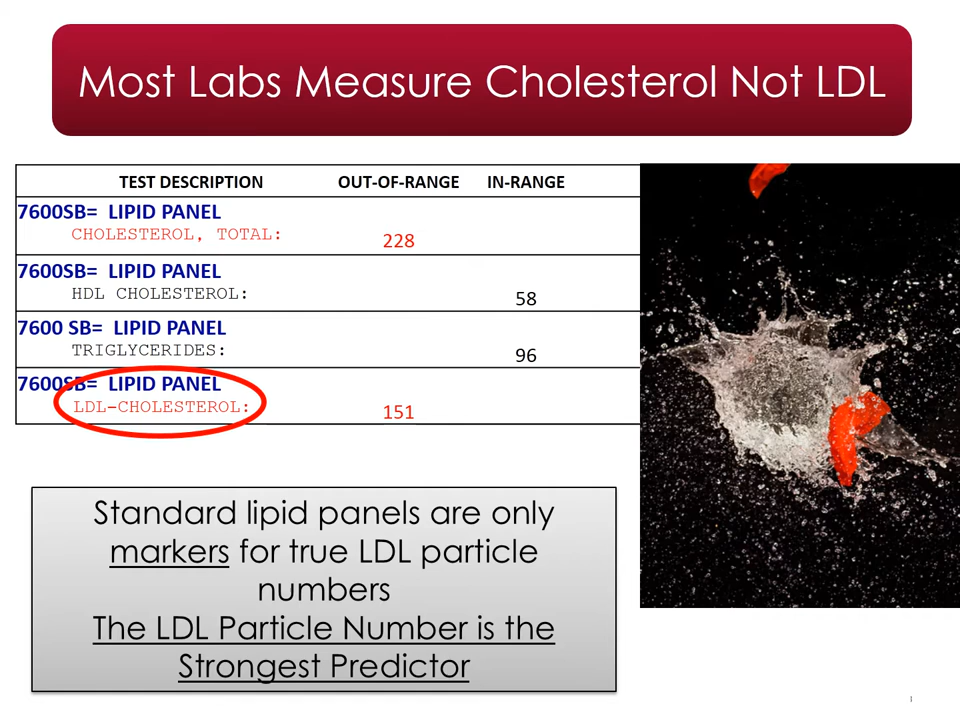 Most Labs Measure Cholesterol Not LDL
TEST DESCRIPTION OUT-OF-RANGE IN-RANGE
7600SB= LIPID PANEL
CHOLESTEROL, TOTAL: 228
7600SB= LIPID PANEL
HDL CHOLESTEROL: 58
7600 SB= LIPID PANEL
TRIGLYCERIDES: 96
7600SB= LIPID PANEL
LDL-CHOLESTEROL: 151
Standard lipid panels are only
markers for true LDL particle
numbers
The LDL Particle Number is the
Strongest Predictor
1